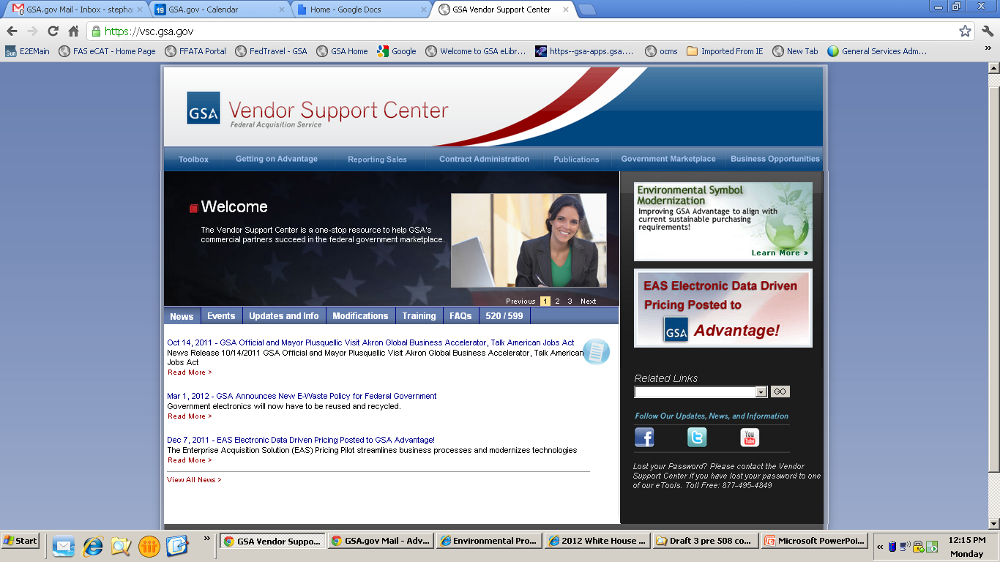 GSA.gov Mail - Inbox - stephan
19 GSA.gov - Calendar
Home - Google Docs
GSA Vendor Support Center
https://vsc.gsa.gov
Sun E2EMain
FAS eCAT - Home Page
FFATA Portal
FedTravel - GSA
GSA Home
Google
Welcome to GSA eLibr...
https--gsa-apps.gsa....
ocms
Imported From IE
New Tab
General Services Adm...
»
GSA Vendor Support Center
Federal Acquisition Service
Toolbox
Getting on Advantage
Reporting Sales
Contract Administration
Publications
Government Marketplace
Business Opportunities
Welcome
The Vendor Support Center is a one-stop resource to help GSA's
commercial partners succeed in the federal government marketplace.
Previous 1 2 3 Next
Environmental Symbol
Modernization
Improving GSA Advantage to align with
current sustainable purchasing
requirements!
Learn More »
EAS Electronic Data Driven
Pricing Posted to
GSA Advantage!
News
Events
Updates and Info
Modifications
Training
FAQs
520 / 599
Oct 14, 2011 - GSA Official and Mayor Plusquellic Visit Akron Global Business Accelerator, Talk American Jobs Act
News Release 10/14/2011 GSA Official and Mayor Plusquellic Visit Akron Global Business Accelerator, Talk American
Jobs Act
Read More >
Mar 1, 2012 - GSA Announces New E-Waste Policy for Federal Government
Government electronics will now have to be reused and recycled.
Read More >
Dec 7, 2011 - EAS Electronic Data Driven Pricing Posted to GSA Advantage!
The Enterprise Acquisition Solution (EAS) Pricing Pilot streamlines business processes and modernizes technologies
Read More >
View All News >
Related Links
GO
Follow Our Updates, News, and Information
You Tube
Lost your Password? Please contact the Vendor
Support Center if you have lost your password to one
of our eTools. Toll Free: 877-495-4849
Start
»
GSA Vendor Suppo...
GSA.gov Mail - Adv...
Environmental Pro...
2012 White House ...
Draft 3 pre 508 co...
Microsoft PowerPoi...
«
12:15 PM
Monday